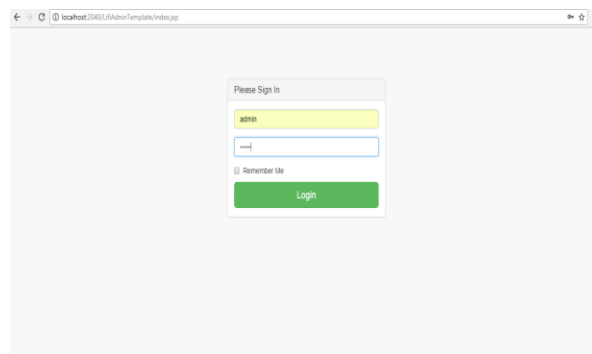 localhost:2040/LifiAdminTemplate/index.jsp
Please Sign In
admin
•••••
Remember Me
Login